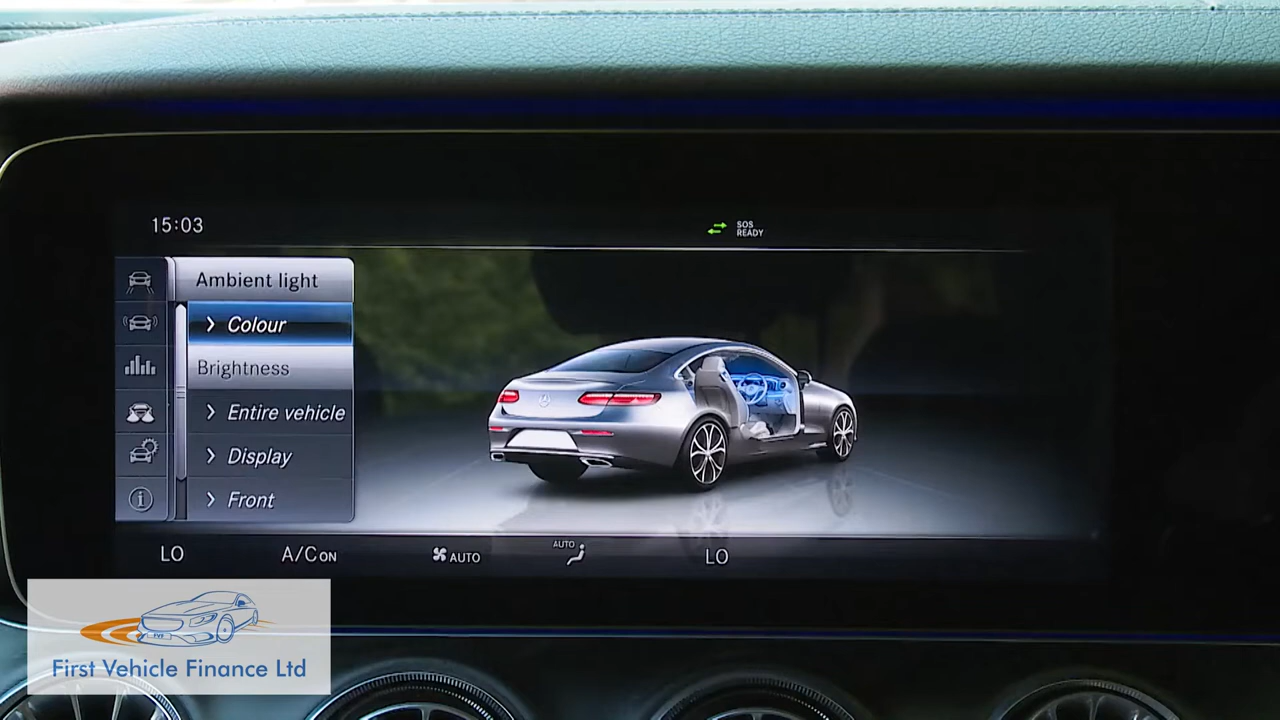 15:03
SOS
READY
Ambient light
Colour
Brightness
Entire vehicle
Display
Front
LO
A/C ON
AUTO
AUTO
LO
FVF
First Vehicle Finance Ltd